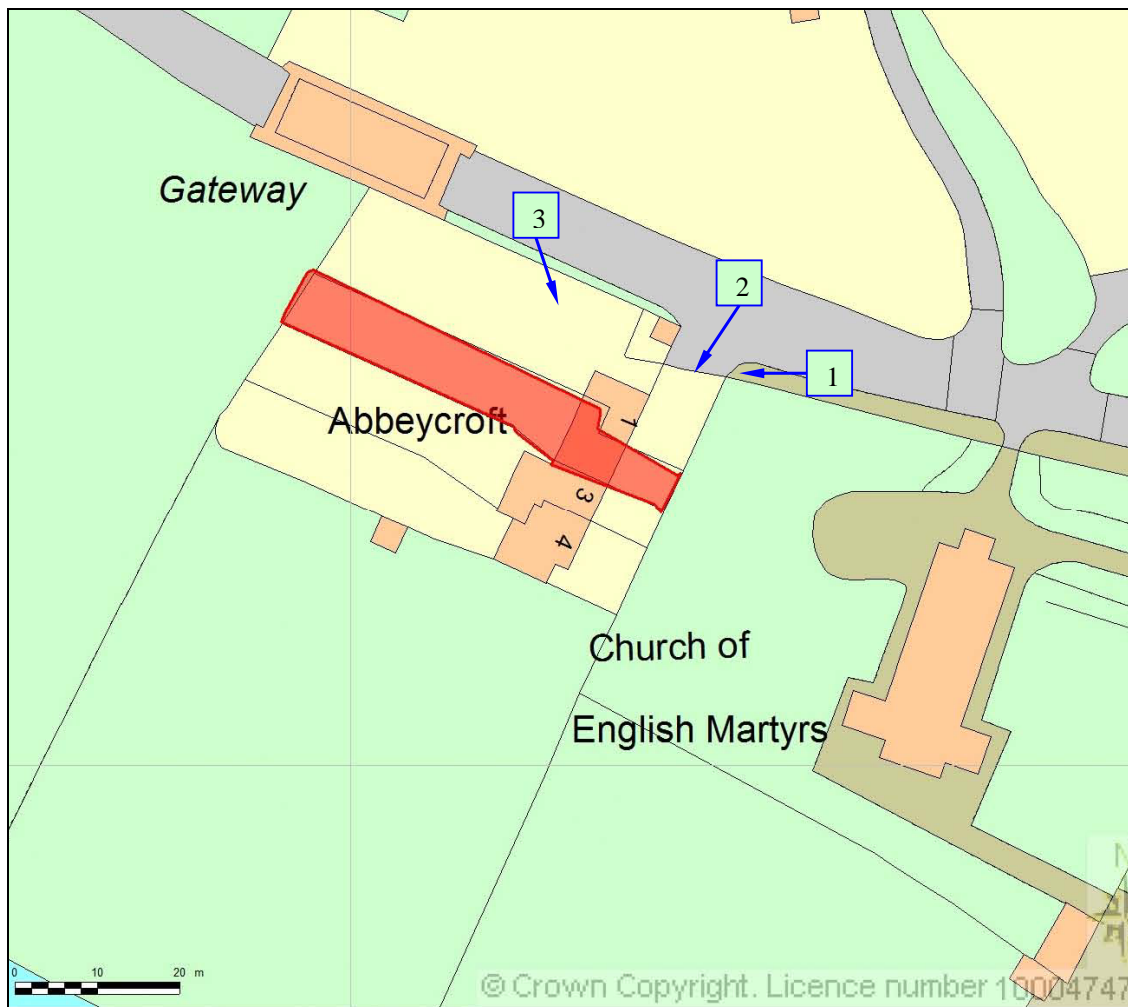 Gateway
3
2
1
Abbeycroft
1
3
4
Church of
English Martyrs
N
0 10 20 m
© Crown Copyright. Licence number 10004747